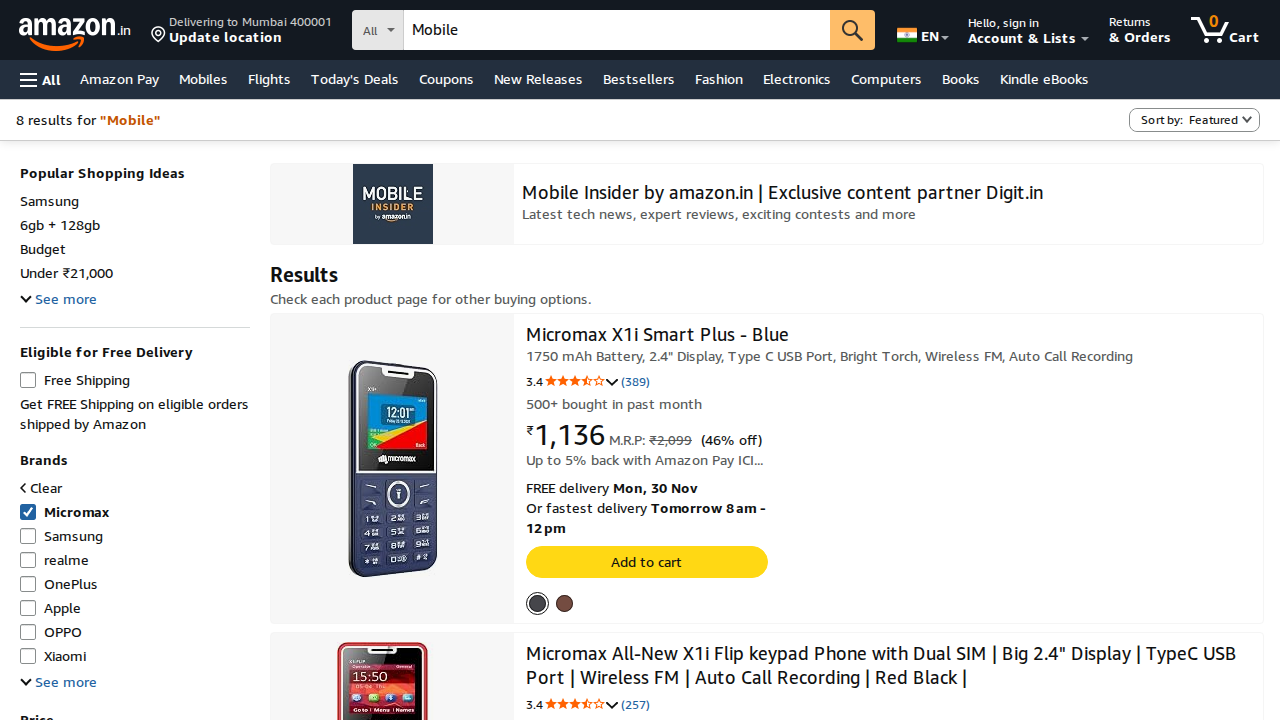 amazon.in
Delivering to Mumbai 400001
Update location
All
Mobile
EN
Hello, sign in
Account & Lists
Returns
& Orders
0
Cart
All
Amazon Pay
Mobiles
Flights
Today's Deals
Coupons
New Releases
Bestsellers
Fashion
Electronics
Computers
Books
Kindle eBooks
8 results for "Mobile"
Sort by: Featured
Popular Shopping Ideas
Samsung
6gb + 128gb
Budget
Under ₹21,000
See more
Eligible for Free Delivery
Free Shipping
Get FREE Shipping on eligible orders
shipped by Amazon
Brands
Clear
Micromax
Samsung
realme
OnePlus
Apple
OPPO
Xiaomi
See more
Price
MOBILE
INSIDER
by amazon.in
Mobile Insider by amazon.in | Exclusive content partner Digit.in
Latest tech news, expert reviews, exciting contests and more
Results
Check each product page for other buying options.
12:01
micromax
Micromax X1i Smart Plus - Blue
1750 mAh Battery, 2.4" Display, Type C USB Port, Bright Torch, Wireless FM, Auto Call Recording
3.4 (389)
500+ bought in past month
₹1,136 M.R.P: ₹2,099 (46% off)
Up to 5% back with Amazon Pay ICI...
FREE delivery Mon, 30 Nov
Or fastest delivery Tomorrow 8 am -
12 pm
Add to cart
15:50
Goto Menu Names
Micromax All-New X1i Flip keypad Phone with Dual SIM | Big 2.4" Display | TypeC USB
Port | Wireless FM | Auto Call Recording | Red Black |
3.4 (257)